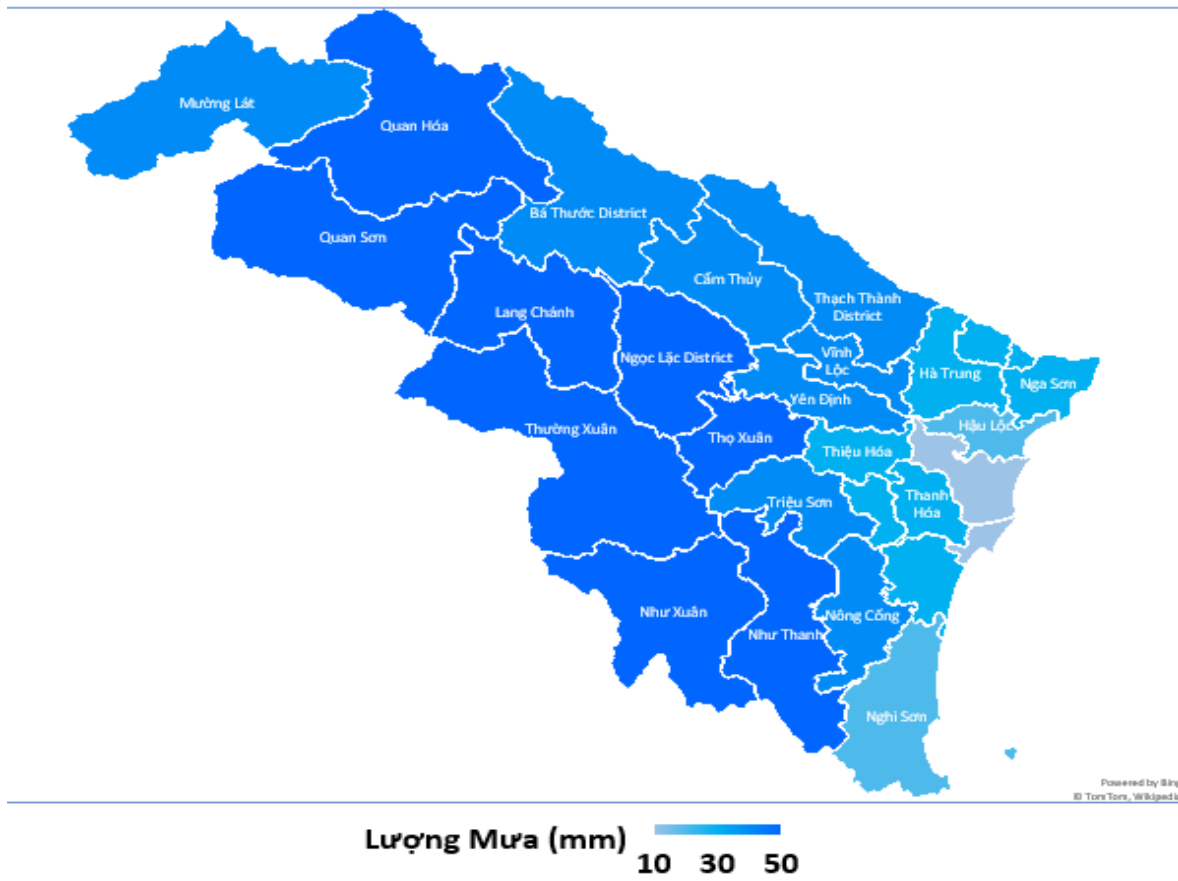 Mường Lát
Quan Hóa
Quan Sơn
Bá Thước District
Cẩm Thủy
Thạch Thành
District
Lang Chánh
Ngọc Lặc District
Vĩnh
Lộc
Hà Trung
Nga Sơn
Yên Định
Hậu Lộc
Thường Xuân
Thọ Xuân
Thiệu Hóa
Triệu Sơn
Thanh
Hóa
Như Xuân
Như Thanh
Nông Cống
Nghi Sơn
Powered by Bing
© TomTom, Wikipedia
Lượng Mưa (mm)
10 30 50